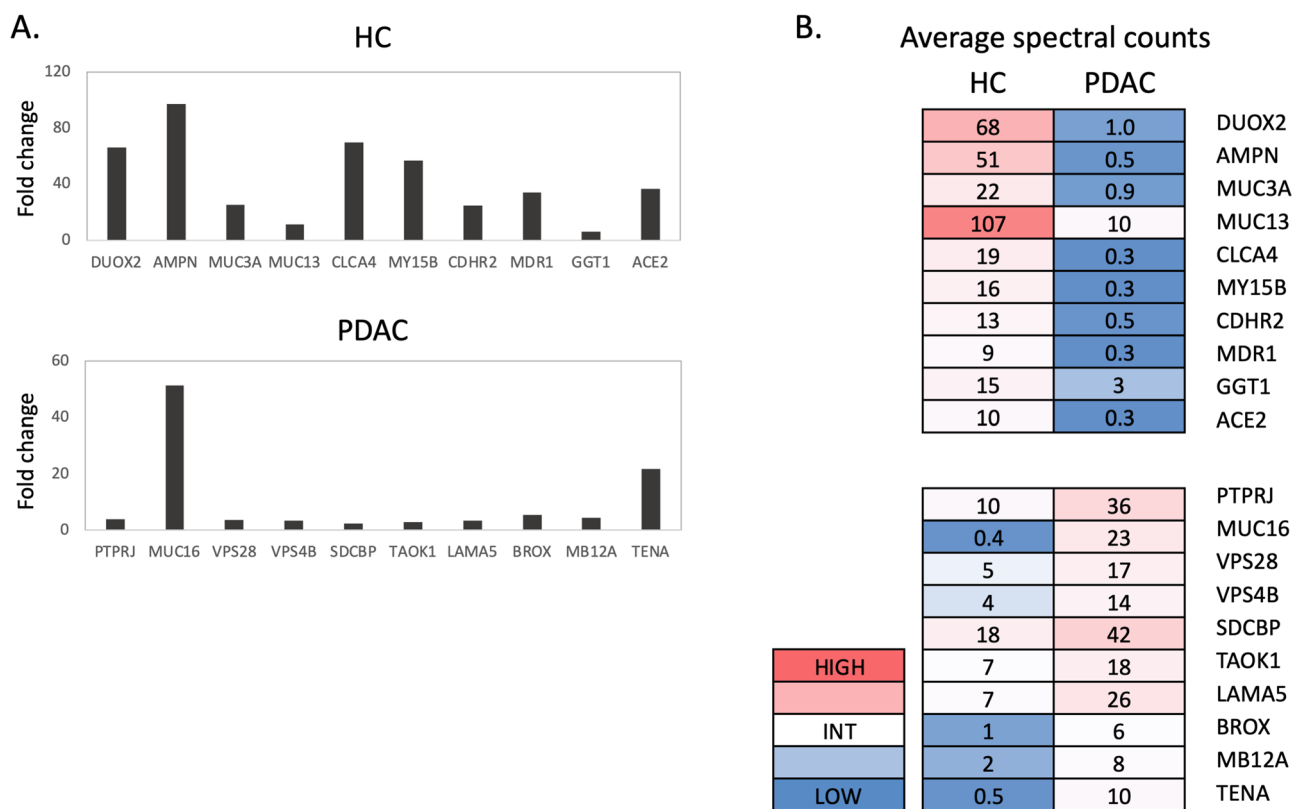 A.
HC
Fold change
120
80
40
0
DUOX2 AMPN MUC3A MUC13 CLCA4 MY15B CDHR2 MDR1 GGT1 ACE2
PDAC
Fold change
60
40
20
0
PTPRJ MUC16 VPS28 VPS4B SDCBP TAOK1 LAMA5 BROX MB12A TENA
B.
Average spectral counts
HC PDAC
68 1.0 DUOX2
51 0.5 AMPN
22 0.9 MUC3A
107 10 MUC13
19 0.3 CLCA4
16 0.3 MY15B
13 0.5 CDHR2
9 0.3 MDR1
15 3 GGT1
10 0.3 ACE2
10 36 PTPRJ
0.4 23 MUC16
5 17 VPS28
4 14 VPS4B
18 42 SDCBP
7 18 TAOK1
7 26 LAMA5
1 6 BROX
2 8 MB12A
0.5 10 TENA
HIGH
INT
LOW